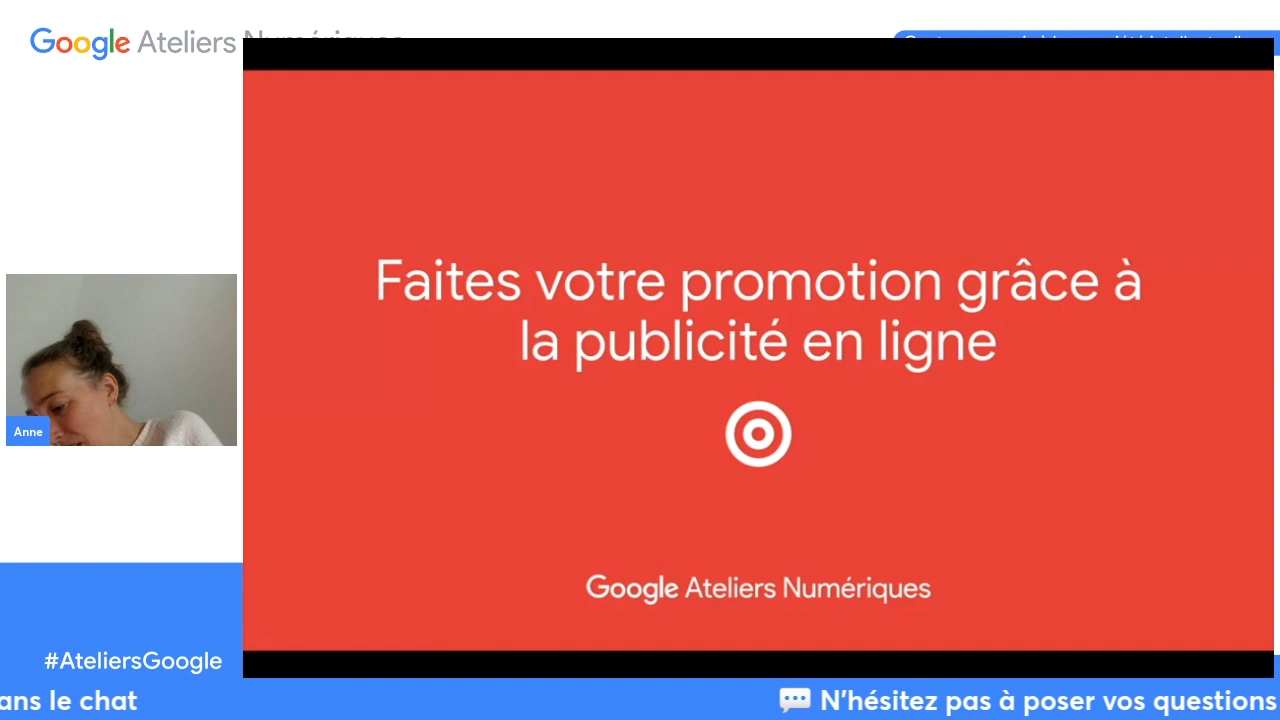 Google Ateliers
Faites votre promotion grâce à
la publicité en ligne
Anne
Google Ateliers Numériques
#AteliersGoogle
ans le chat
💬 N'hésitez pas à poser vos questions